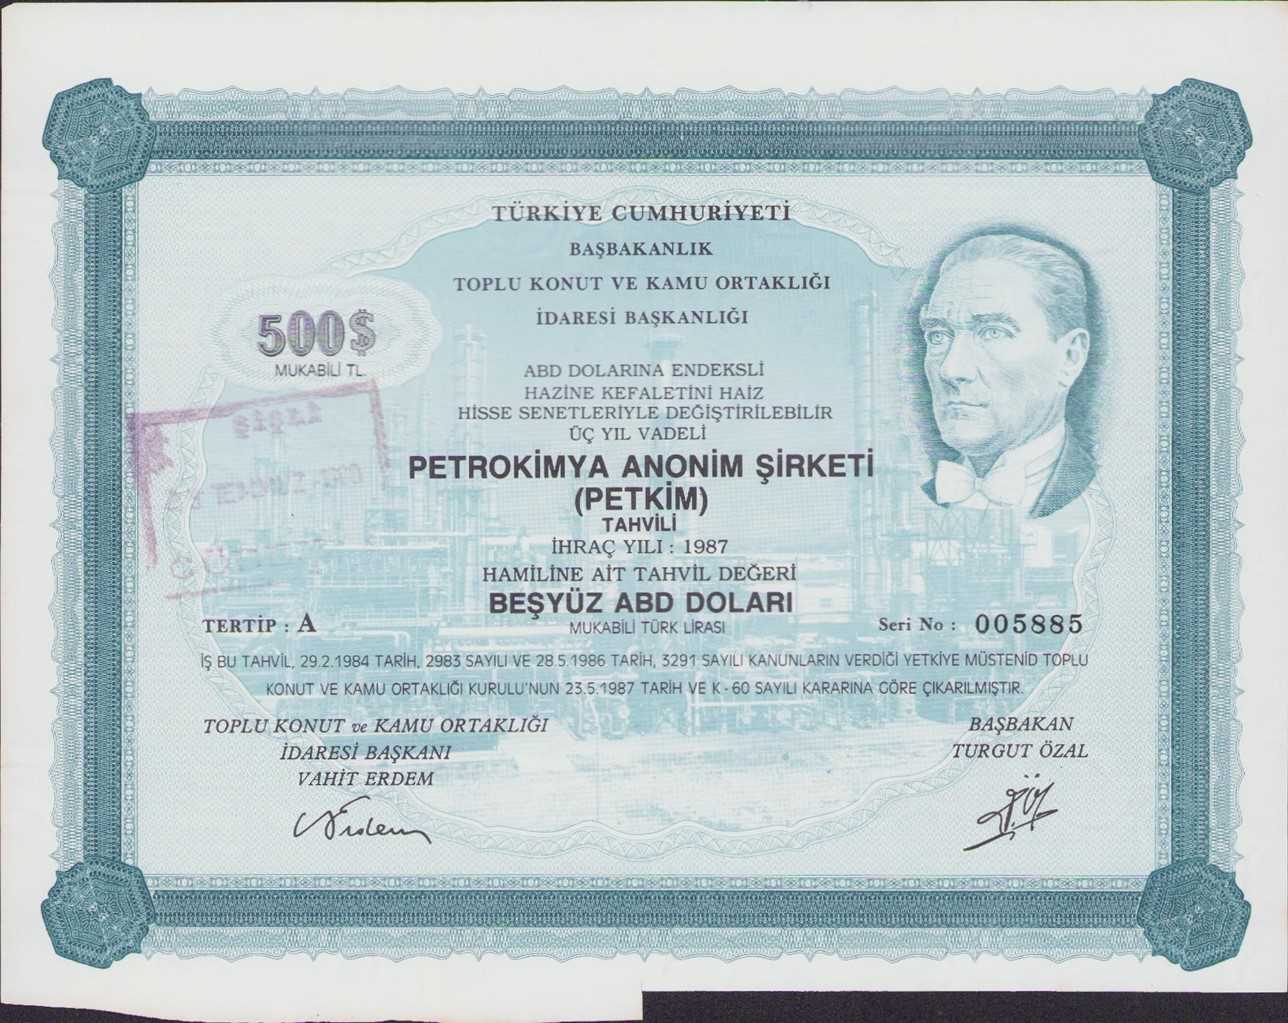 TÜRKİYE CUMHURİYETİ
BAŞBAKANLIK
TOPLU KONUT VE KAMU ORTAKLIĞI
İDARESİ BAŞKANLIĞI
500$
MUKABİLİ TL.
ABD DOLARINA ENDEKSLİ
HAZİNE KEFALETİNİ HAİZ
HİSSE SENETLERİYLE DEĞİŞTİRİLEBİLİR
ÜÇ YIL VADELİ
PETROKİMYA ANONİM ŞİRKETİ
(PETKİM)
TAHVİLİ
İHRAÇ YILI : 1987
HAMİLİNE AİT TAHVİL DEĞERİ
BEŞYÜZ ABD DOLARI
MUKABİLİ TÜRK LİRASI
TERTİP : A
Seri No : 005885
İŞ BU TAHVİL, 29.2.1984 TARİH, 2983 SAYILI VE 28.5.1986 TARİH, 3291 SAYILI KANUNLARIN VERDİĞİ YETKİYE MÜSTENİD TOPLU
KONUT VE KAMU ORTAKLIĞI KURULU'NUN 23.5.1987 TARİH VE K - 60 SAYILI KARARINA GÖRE ÇIKARILMIŞTIR.
TOPLU KONUT ve KAMU ORTAKLIĞI
İDARESİ BAŞKANI
VAHİT ERDEM
BAŞBAKAN
TURGUT ÖZAL